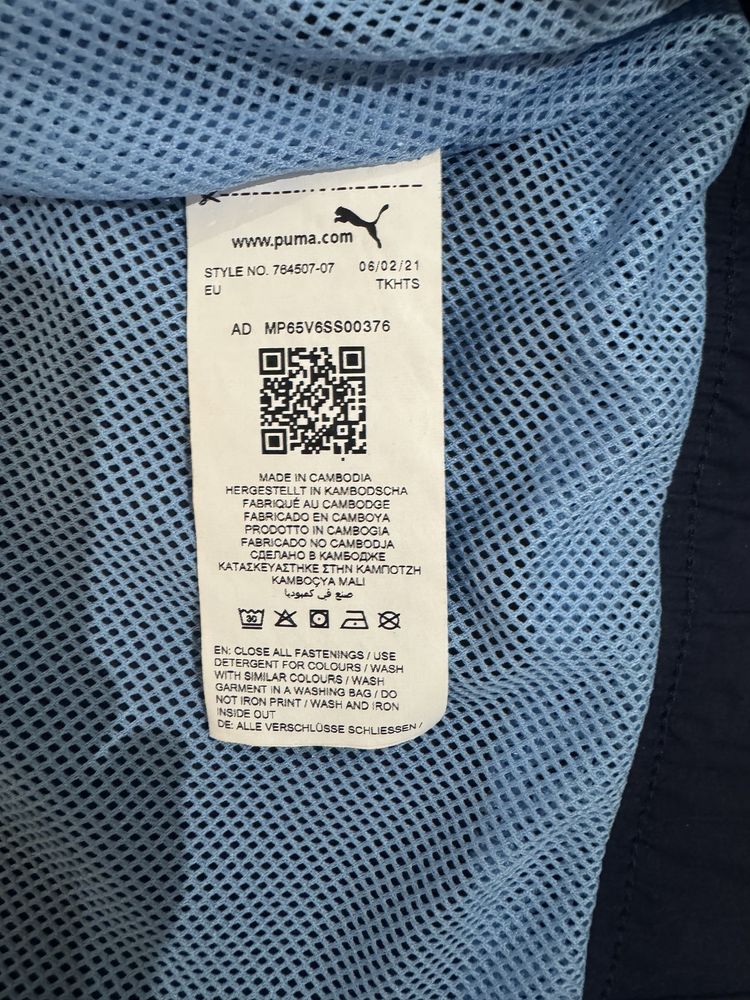 www.puma.com
STYLE NO. 764507-07 06/02/21
EU TKHTS
AD MP65V6SS00376
MADE IN CAMBODIA
HERGESTELLT IN KAMBODSCHA
FABRIQUÉ AU CAMBODGE
FABRICADO EN CAMBOYA
PRODOTTO IN CAMBOGIA
FABRICADO NO CAMBODJA
СДЕЛАНО В КАМБОДЖЕ
ΚΑΤΑΣΚΕΥΑΣΤΗΚΕ ΣΤΗΝ ΚΑΜΠΟΤΖΗ
KAMBOÇYA MALI
صنع في كمبوديا
30
EN: CLOSE ALL FASTENINGS / USE
DETERGENT FOR COLOURS / WASH
WITH SIMILAR COLOURS / WASH
GARMENT IN A WASHING BAG / DO
NOT IRON PRINT / WASH AND IRON
INSIDE OUT
DE: ALLE VERSCHLÜSSE SCHLIESSEN /